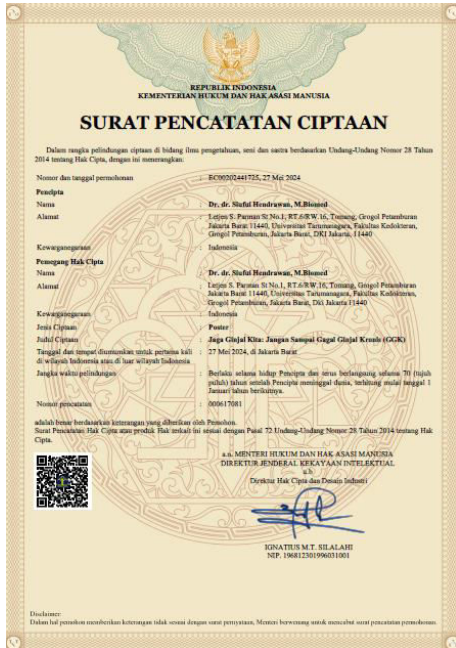 REPUBLIK INDONESIA
KEMENTERIAN HUKUM DAN HAK ASASI MANUSIA
SURAT PENCATATAN CIPTAAN
Dalam rangka pelindungan ciptaan di bidang ilmu pengetahuan, seni dan sastra berdasarkan Undang-Undang Nomor 28 Tahun
2014 tentang Hak Cipta, dengan ini menerangkan:
Nomor dan tanggal permohonan : EC00202441725, 27 Mei 2024
Pencipta
Nama : Dr. dr. Siufui Hendrawan, M.Biomed
Alamat : Letjen S. Parman St No.1, RT.6/RW.16, Tomang, Grogol Petamburan
Jakarta Barat 11440, Universitas Tarumanagara, Fakultas Kedokteran,
Grogol Petamburan, Jakarta Barat, DKI Jakarta, 11440
Kewarganegaraan : Indonesia
Pemegang Hak Cipta
Nama : Dr. dr. Siufui Hendrawan, M.Biomed
Alamat : Letjen S. Parman St No.1, RT.6/RW.16, Tomang, Grogol Petamburan
Jakarta Barat 11440, Universitas Tarumanagara, Fakultas Kedokteran,
Grogol Petamburan, Jakarta Barat, Dki Jakarta 11440
Kewarganegaraan : Indonesia
Jenis Ciptaan : Poster
Judul Ciptaan : Jaga Ginjal Kita: Jangan Sampai Gagal Ginjal Kronis (GGK)
Tanggal dan tempat diumumkan untuk pertama kali : 27 Mei 2024, di Jakarta Barat
di wilayah Indonesia atau di luar wilayah Indonesia
Jangka waktu pelindungan : Berlaku selama hidup Pencipta dan terus berlangsung selama 70 (tujuh
puluh) tahun setelah Pencipta meninggal dunia, terhitung mulai tanggal 1
Januari tahun berikutnya.
Nomor pencatatan : 000617081
adalah benar berdasarkan keterangan yang diberikan oleh Pemohon.
Surat Pencatatan Hak Cipta atau produk Hak terkait ini sesuai dengan Pasal 72 Undang-Undang Nomor 28 Tahun 2014 tentang Hak
Cipta.
a.n. MENTERI HUKUM DAN HAK ASASI MANUSIA
DIREKTUR JENDERAL KEKAYAAN INTELEKTUAL
u.b
Direktur Hak Cipta dan Desain Industri
IGNATIUS M.T. SILALAHI
NIP. 196812301996031001
Disclaimer:
Dalam hal pemohon memberikan keterangan tidak sesuai dengan surat pernyataan, Menteri berwenang untuk mencabut surat pencatatan permohonan.